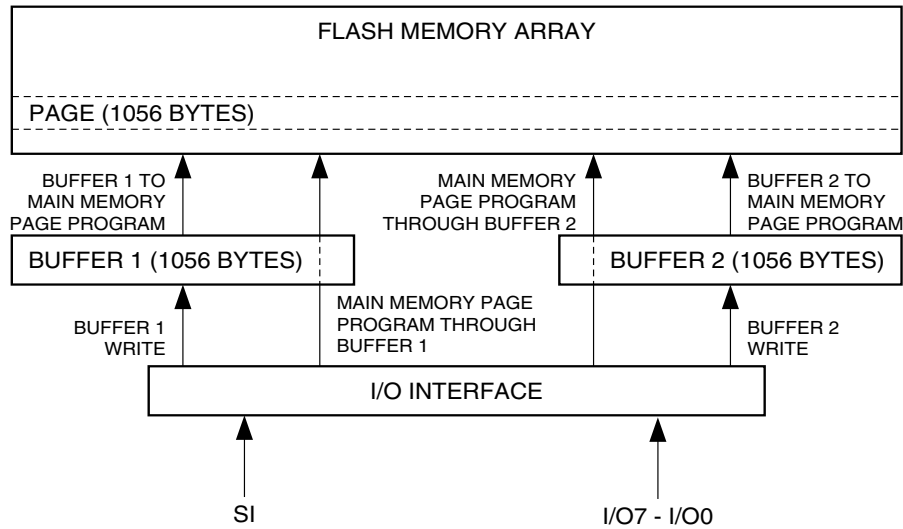 FLASH MEMORY ARRAY
PAGE (1056 BYTES)
BUFFER 1 TO
MAIN MEMORY
PAGE PROGRAM
MAIN MEMORY
PAGE PROGRAM
THROUGH BUFFER 2
BUFFER 2 TO
MAIN MEMORY
PAGE PROGRAM
BUFFER 1 (1056 BYTES)
BUFFER 2 (1056 BYTES)
BUFFER 1
WRITE
MAIN MEMORY PAGE
PROGRAM THROUGH
BUFFER 1
BUFFER 2
WRITE
I/O INTERFACE
SI
I/O7 - I/O0